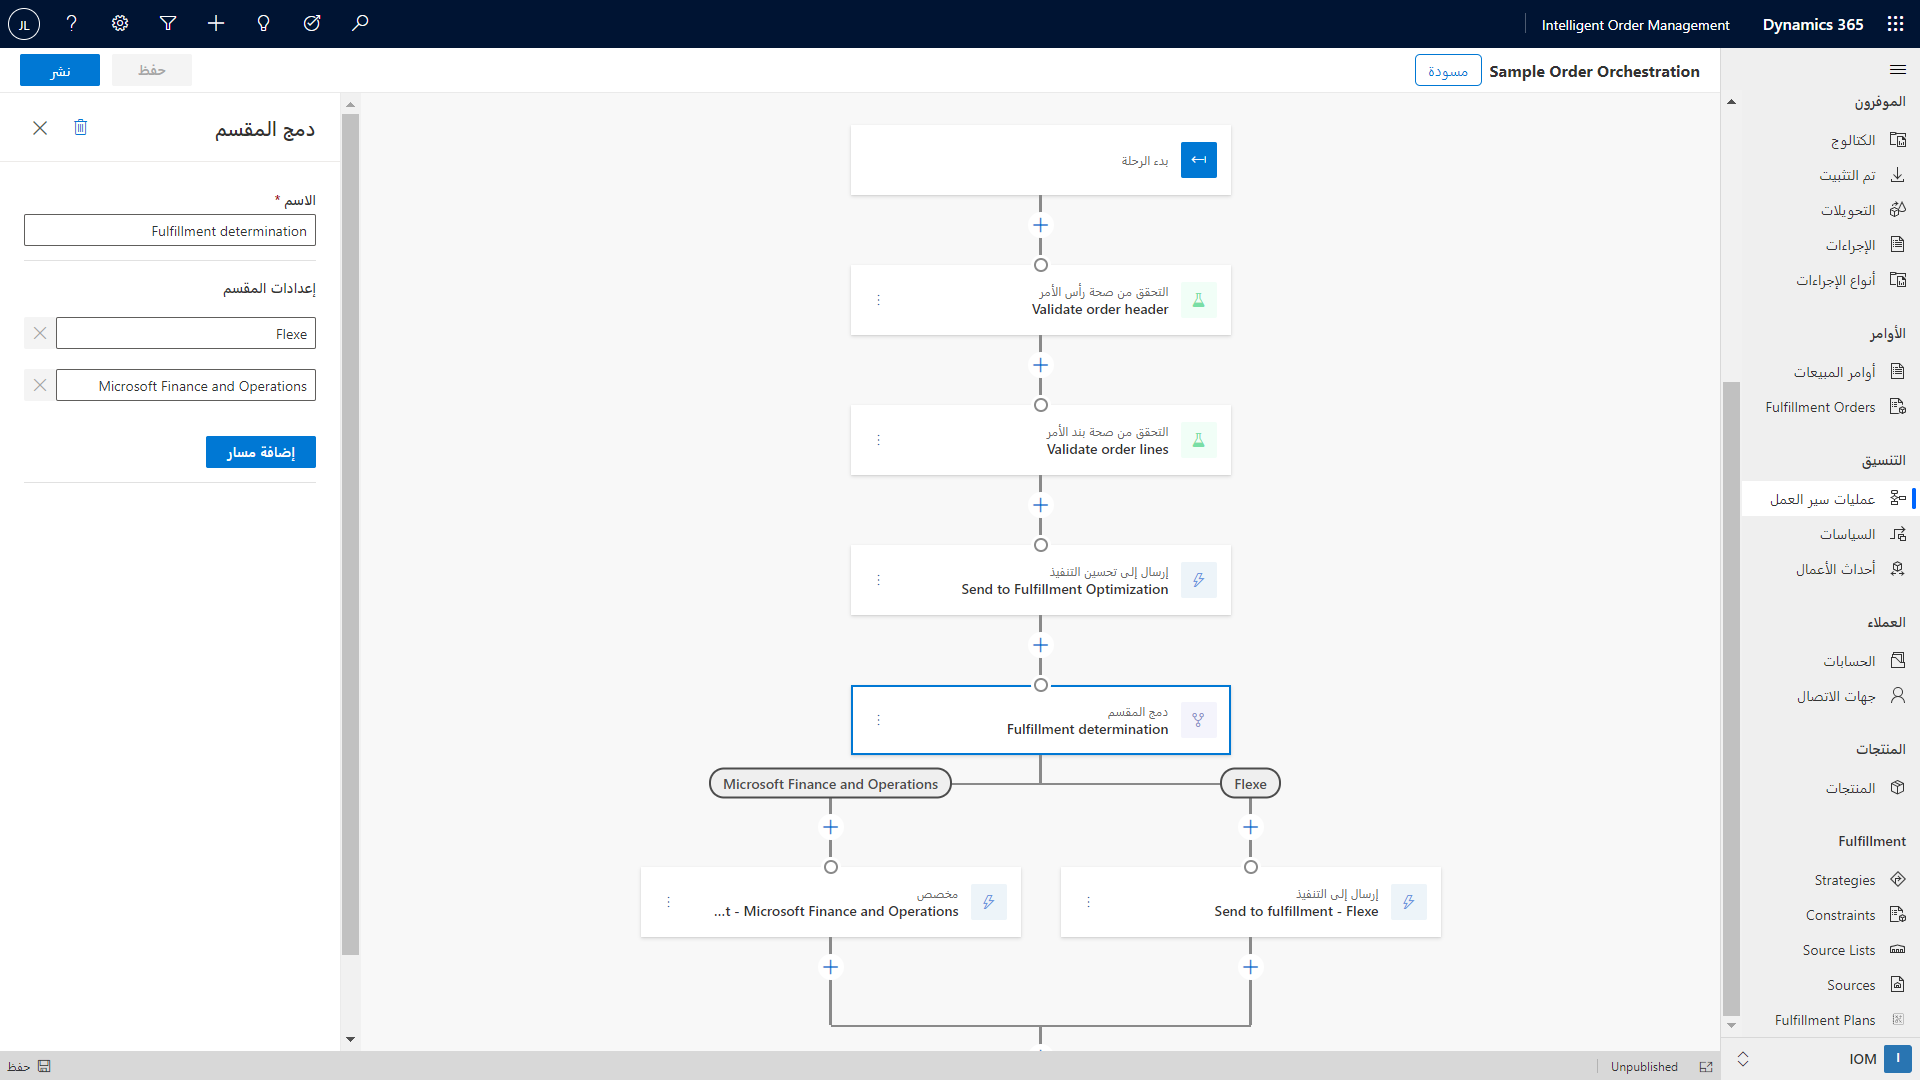 Dynamics 365
Intelligent Order Management
JL
Sample Order Orchestration
مسودة
حفظ
نشر
الموفرون
الكتالوج
تم التثبيت
التحويلات
الإجراءات
أنواع الإجراءات
الأوامر
أوامر المبيعات
Fulfillment Orders
التنسيق
عمليات سير العمل
السياسات
أحداث الأعمال
العملاء
الحسابات
جهات الاتصال
المنتجات
المنتجات
Fulfillment
Strategies
Constraints
Source Lists
Sources
Fulfillment Plans
I
IOM
بدء الرحلة
التحقق من صحة رأس الأمر
Validate order header
التحقق من صحة بند الأمر
Validate order lines
إرسال إلى تحسين التنفيذ
Send to Fulfillment Optimization
دمج المقسم
Fulfillment determination
Flexe
Microsoft Finance and Operations
إرسال إلى التنفيذ
Send to fulfillment - Flexe
مخصص
...t - Microsoft Finance and Operations
دمج المقسم
الاسم *
Fulfillment determination
إعدادات المقسم
Flexe
Microsoft Finance and Operations
إضافة مسار
Unpublished
حفظ